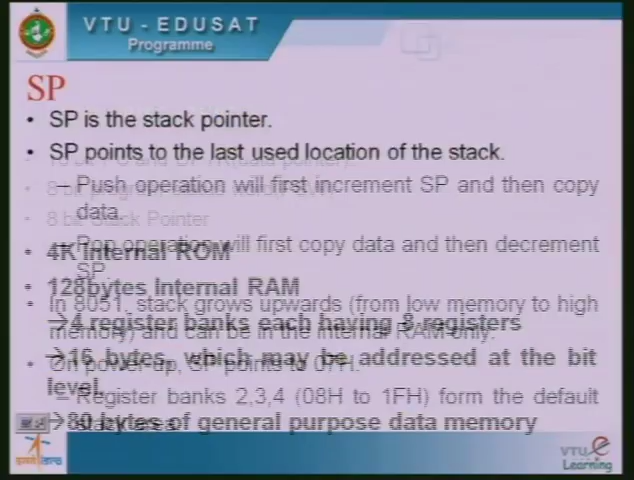 VTU - EDUSAT
Programme
SP
• SP is the stack pointer.
• SP points to the last used location of the stack.
– Push operation will first increment SP and then copy
data.
– Pop operation will first copy data and then decrement
SP.
• In 8051, stack grows upwards (from low memory to high
memory) and can be in the internal RAM only.
• On power-up, SP points to 07H.
– Register banks 2,3,4 (08H to 1FH) form the default
8 bit Stack Pointer
• 4K Internal ROM
• 128bytes Internal RAM
→4 register banks each having 8 registers
→16 bytes, which may be addressed at the bit
level.
→80 bytes of general purpose data memory
VTU
e
Learning